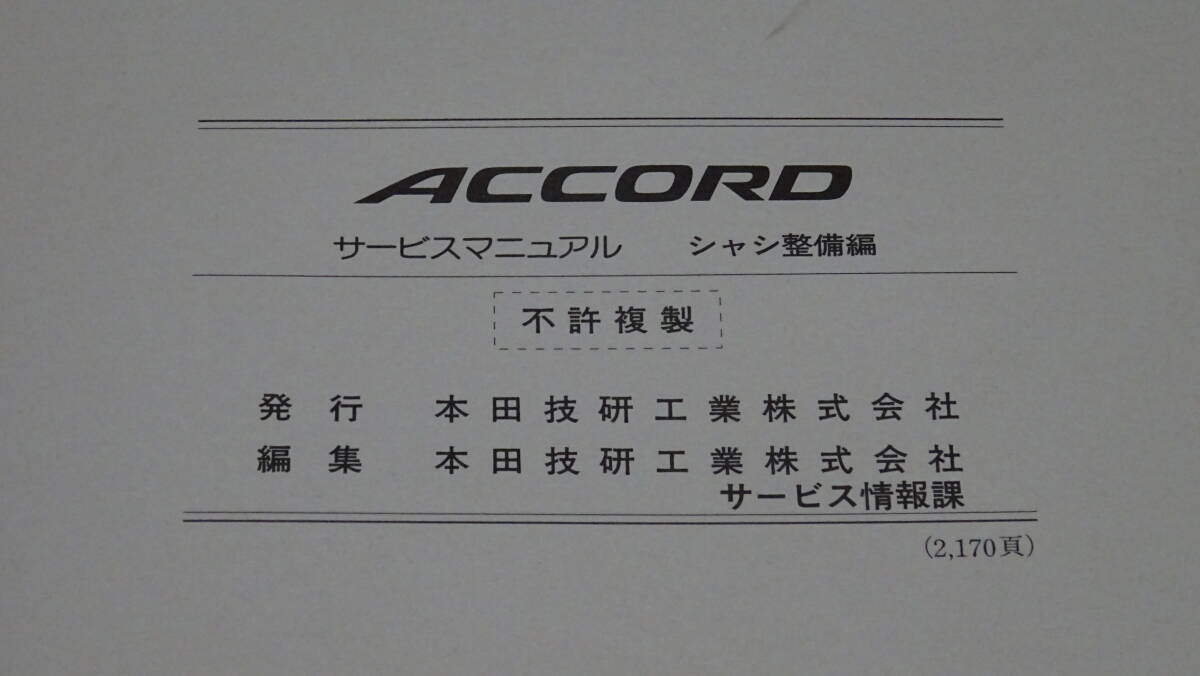 ACCORD
サービスマニュアル　シャシ整備編
不許複製
発行　本田技研工業株式会社
編集　本田技研工業株式会社
サービス情報課
(2,170頁)